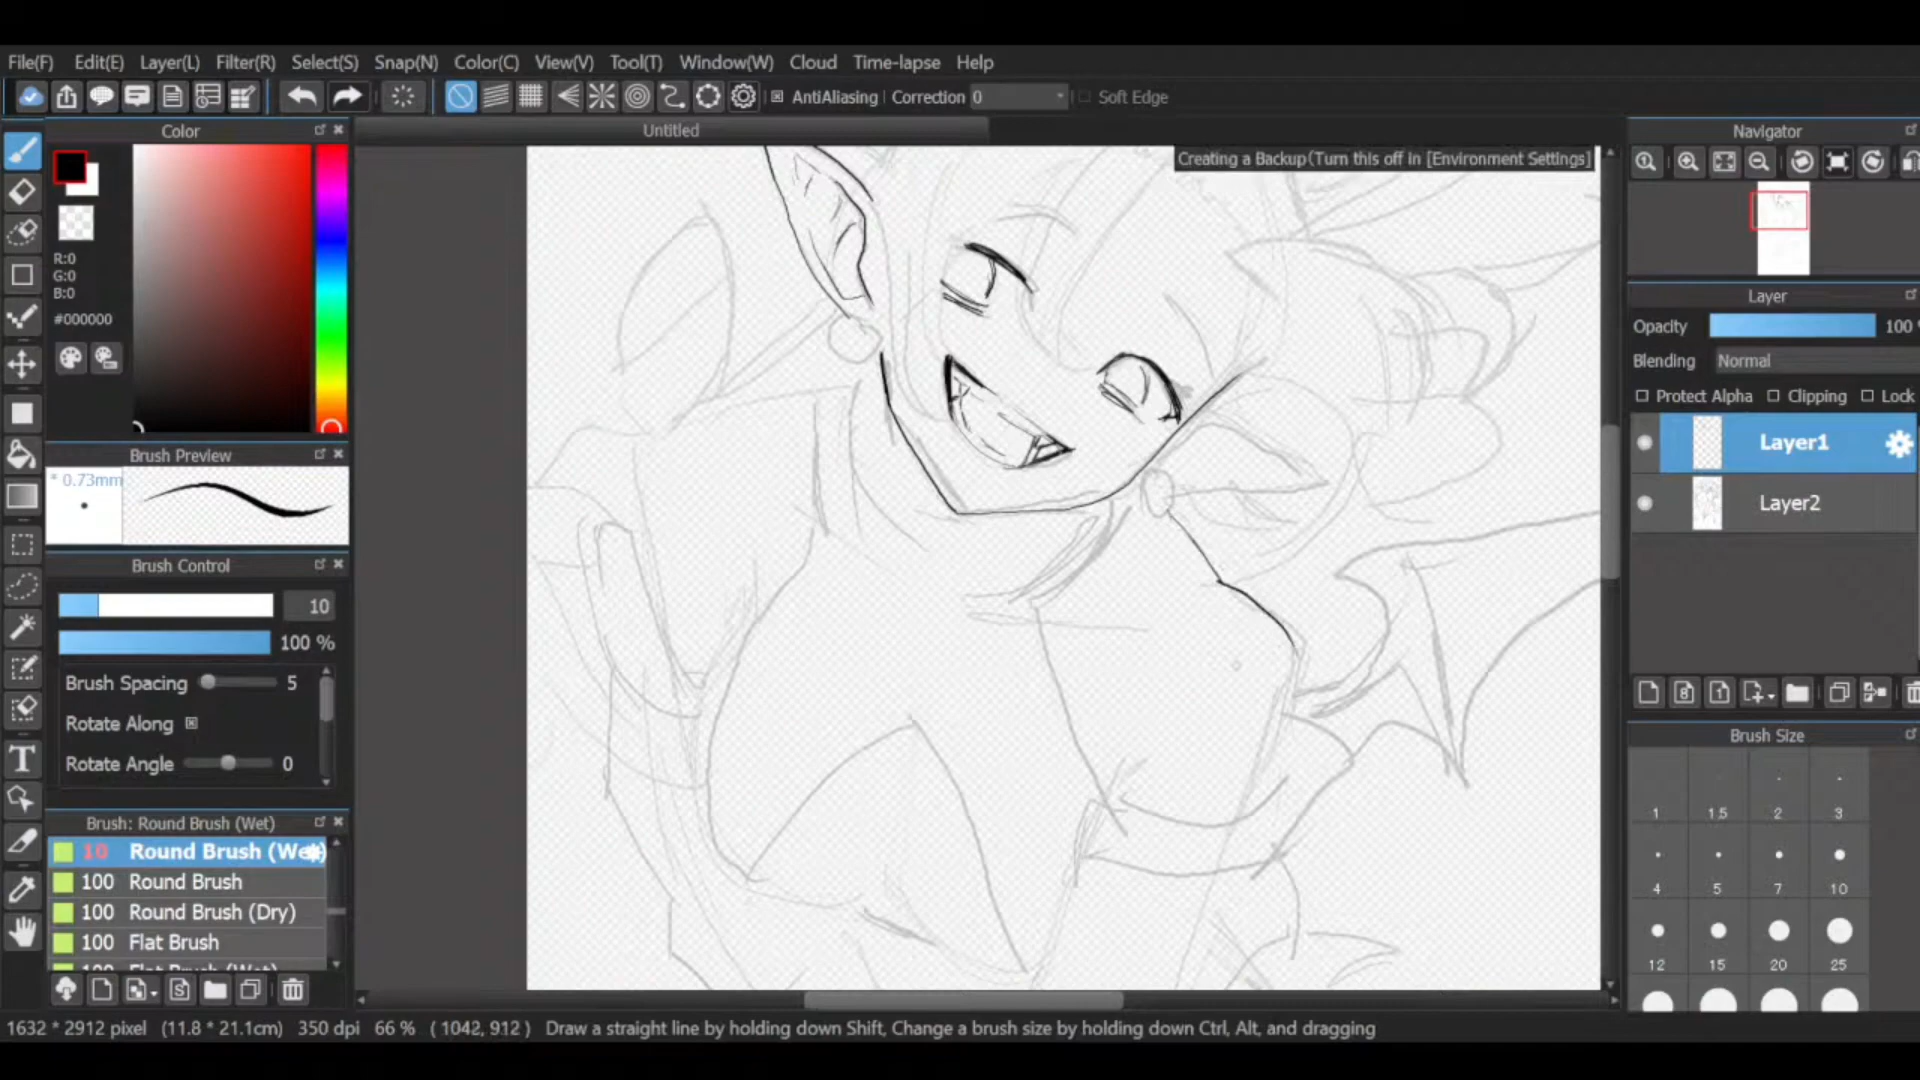 File(F) Edit(E) Layer(L) Filter(R) Select(S) Snap(N) Color(C) View(V) Tool(T) Window(W) Cloud Time-lapse Help
AntiAliasing Correction 0 Soft Edge
Color
Untitled
Navigator
Creating a Backup(Turn this off in [Environment Settings]
R:0
G:0
B:0
#000000
Layer
Opacity 100 %
Blending Normal
Protect Alpha Clipping Lock
Layer1
Layer2
Brush Preview
* 0.73mm
Brush Control
10
100 %
Brush Spacing 5
Rotate Along
Rotate Angle 0
Brush: Round Brush (Wet)
10 Round Brush (Wet)
100 Round Brush
100 Round Brush (Dry)
100 Flat Brush
100 Flat Brush (Wet)
Brush Size
1 1.5 2 3
4 5 7 10
12 15 20 25
1632 * 2912 pixel (11.8 * 21.1cm) 350 dpi 66 % ( 1042, 912 ) Draw a straight line by holding down Shift, Change a brush size by holding down Ctrl, Alt, and dragging